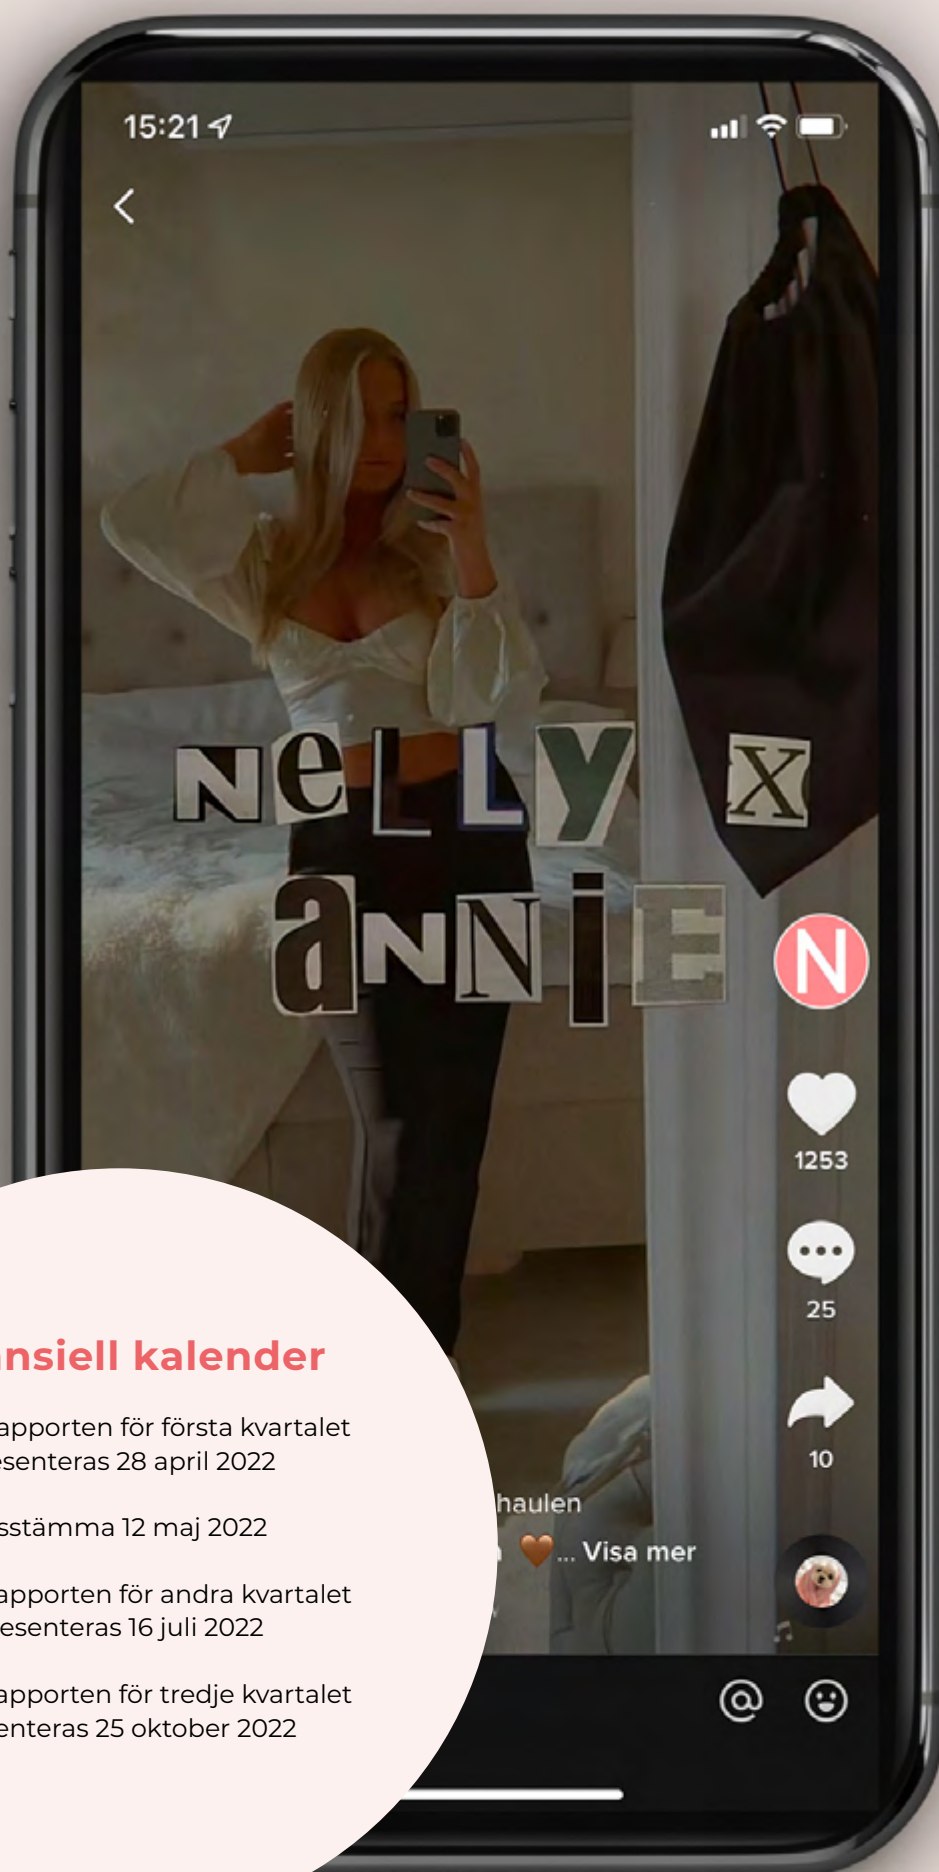 15:21
NeLLY X
aNNiE
N
1253
25
10
haulen
... Visa mer
nsiell kalender
apporten för första kvartalet
senteras 28 april 2022
sstämma 12 maj 2022
apporten för andra kvartalet
esenteras 16 juli 2022
apporten för tredje kvartalet
enteras 25 oktober 2022